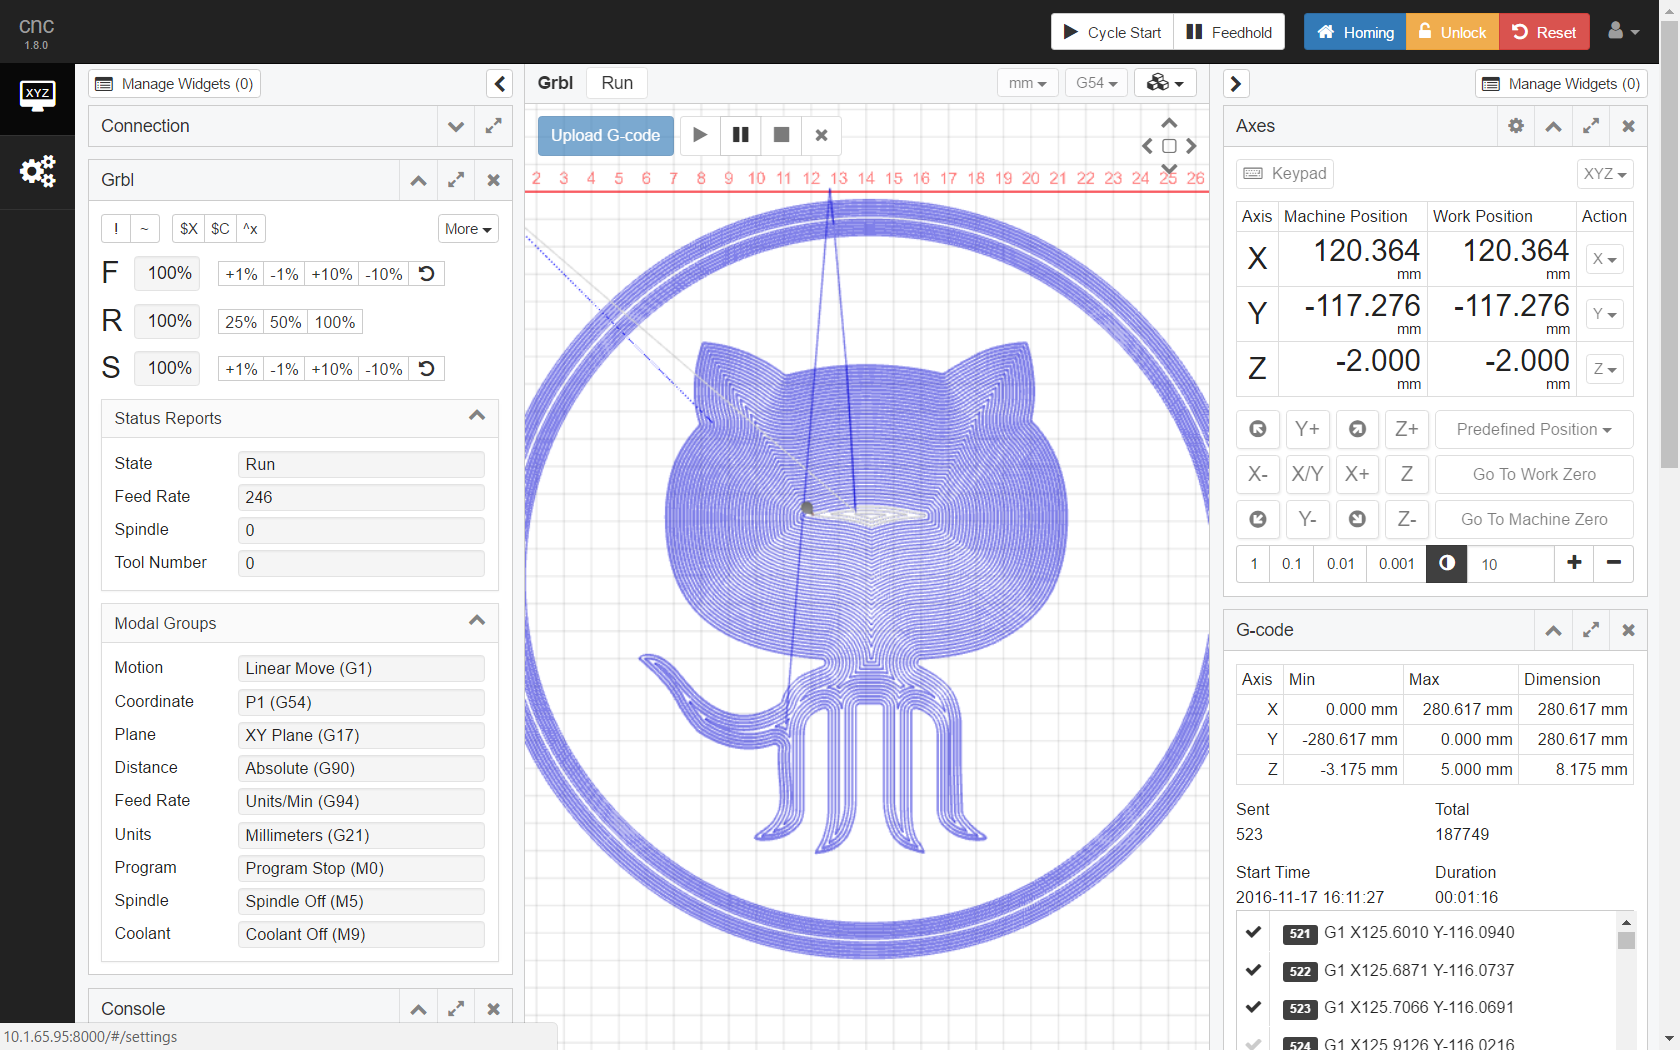 cnc
1.8.0
Cycle Start
Feedhold
Homing
Unlock
Reset
XYZ
Manage Widgets (0)
Connection
Grbl
! ~ $X $C ^x
More
F 100% +1% -1% +10% -10%
R 100% 25% 50% 100%
S 100% +1% -1% +10% -10%
Status Reports
State Run
Feed Rate 246
Spindle 0
Tool Number 0
Modal Groups
Motion Linear Move (G1)
Coordinate P1 (G54)
Plane XY Plane (G17)
Distance Absolute (G90)
Feed Rate Units/Min (G94)
Units Millimeters (G21)
Program Program Stop (M0)
Spindle Spindle Off (M5)
Coolant Coolant Off (M9)
Console
10.1.65.95:8000/#/settings
Grbl Run
mm
G54
Upload G-code
2 3 4 5 6 7 8 9 10 11 12 13 14 15 16 17 18 19 20 21 22 23 24 25 26
Manage Widgets (0)
Axes
Keypad
XYZ
Axis Machine Position Work Position Action
X 120.364 mm 120.364 mm X
Y -117.276 mm -117.276 mm Y
Z -2.000 mm -2.000 mm Z
Y+ Z+ Predefined Position
X- X/Y X+ Z Go To Work Zero
Y- Z- Go To Machine Zero
1 0.1 0.01 0.001 10
G-code
Axis Min Max Dimension
X 0.000 mm 280.617 mm 280.617 mm
Y -280.617 mm 0.000 mm 280.617 mm
Z -3.175 mm 5.000 mm 8.175 mm
Sent Total
523 187749
Start Time Duration
2016-11-17 16:11:27 00:01:16
521 G1 X125.6010 Y-116.0940
522 G1 X125.6871 Y-116.0737
523 G1 X125.7066 Y-116.0691
524 G1 X125.9126 Y-116.0216